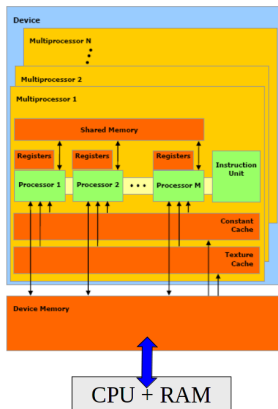 Device
Multiprocessor N
Multiprocessor 2
Multiprocessor 1
Shared Memory
Registers
Registers
Registers
Instruction
Unit
Processor 1
Processor 2
Processor M
Constant
Cache
Texture
Cache
Device Memory
CPU + RAM